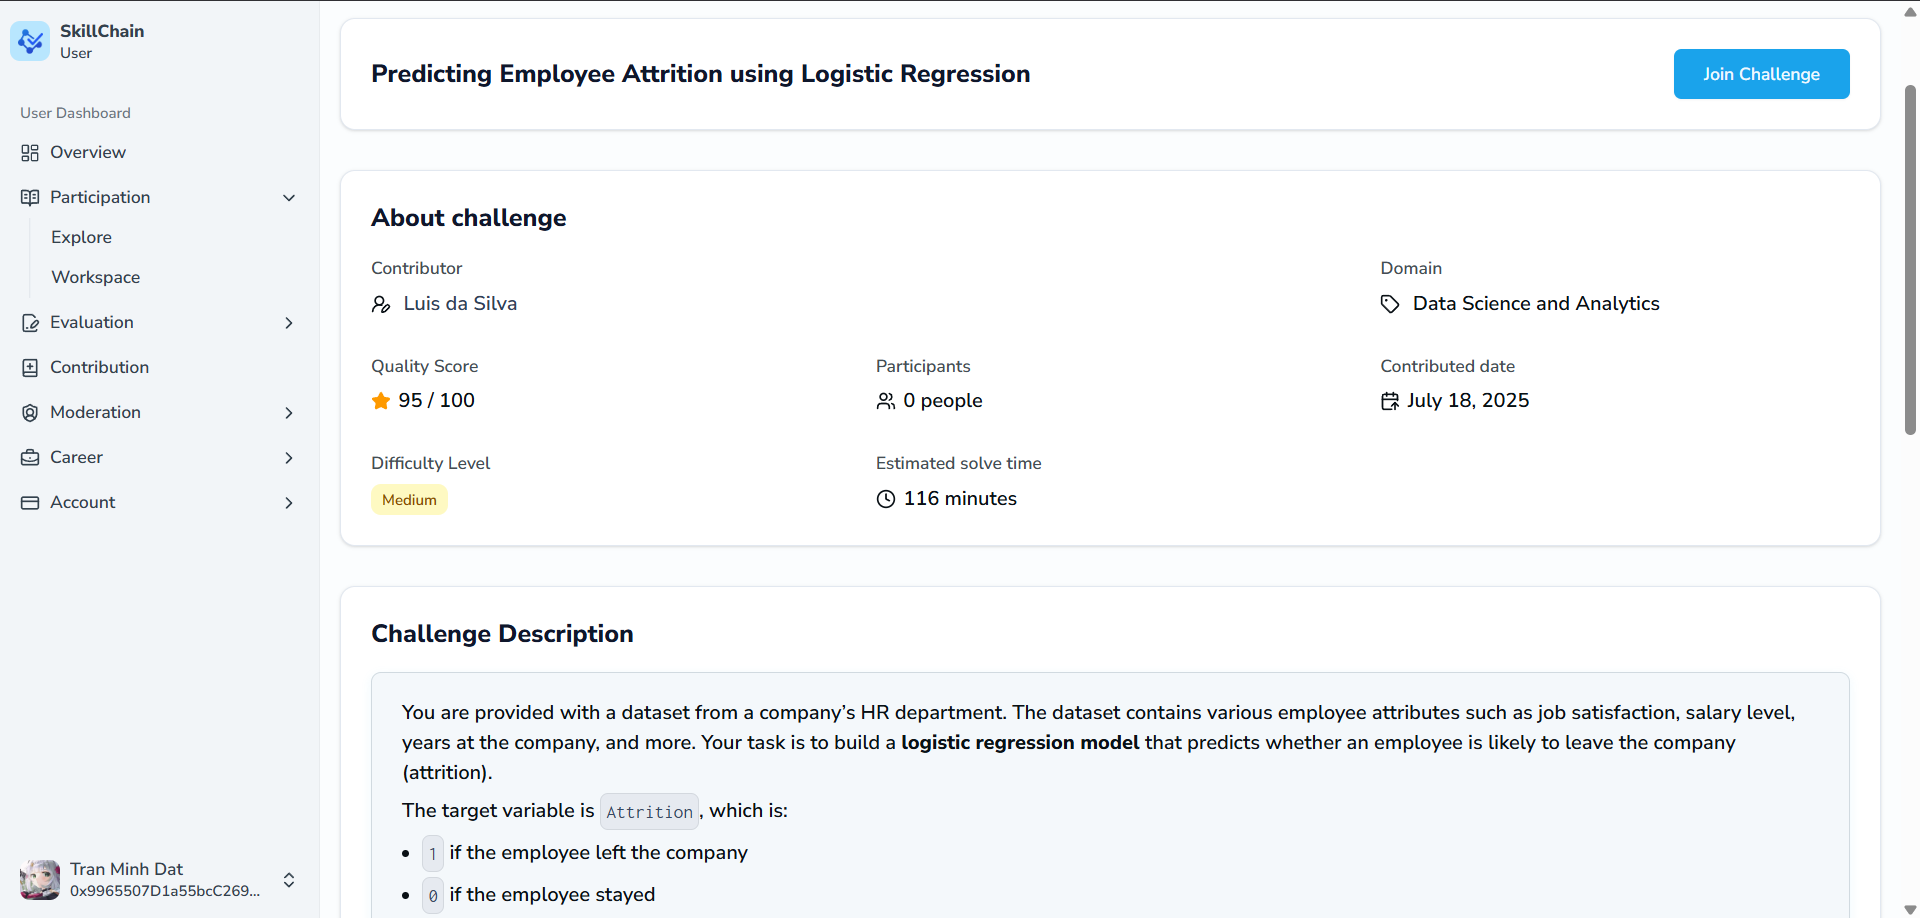 SkillChain
User
User Dashboard
Overview
Participation
Explore
Workspace
Evaluation
Contribution
Moderation
Career
Account
Tran Minh Dat
0x9965507D1a55bcC269...
Predicting Employee Attrition using Logistic Regression
Join Challenge
About challenge
Contributor
Luis da Silva
Domain
Data Science and Analytics
Quality Score
95 / 100
Participants
0 people
Contributed date
July 18, 2025
Difficulty Level
Medium
Estimated solve time
116 minutes
Challenge Description
You are provided with a dataset from a company’s HR department. The dataset contains various employee attributes such as job satisfaction, salary level,
years at the company, and more. Your task is to build a logistic regression model that predicts whether an employee is likely to leave the company
(attrition).
The target variable is Attrition, which is:
• 1 if the employee left the company
• 0 if the employee stayed